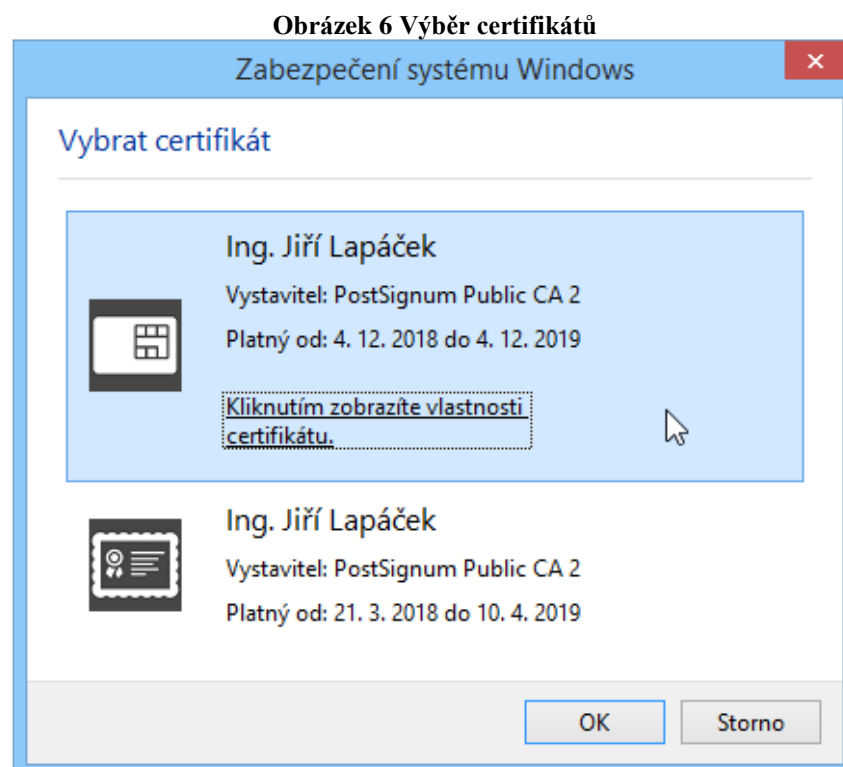 Obrázek 6 Výběr certifikátů
Zabezpečení systému Windows
Vybrat certifikát
Ing. Jiří Lapáček
Vystavitel: PostSignum Public CA 2
Platný od: 4. 12. 2018 do 4. 12. 2019
Kliknutím zobrazíte vlastnosti
certifikátu.
Ing. Jiří Lapáček
Vystavitel: PostSignum Public CA 2
Platný od: 21. 3. 2018 do 10. 4. 2019
OK
Storno